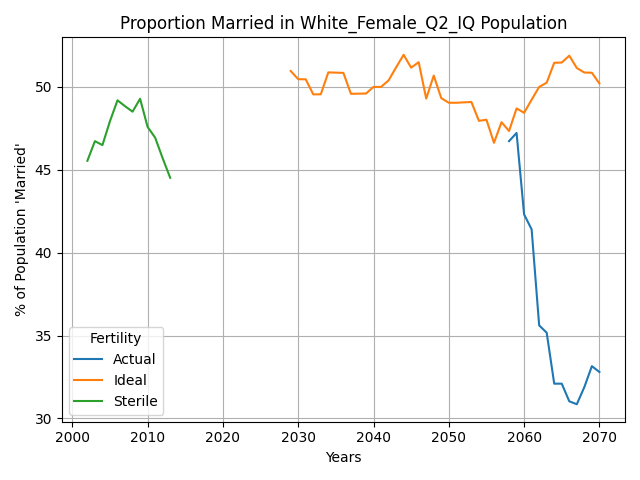 Proportion Married in White_Female_Q2_IQ Population
% of Population 'Married'
50
45
40
35
30
Fertility
Actual
Ideal
Sterile
2000 2010 2020 2030 2040 2050 2060 2070
Years